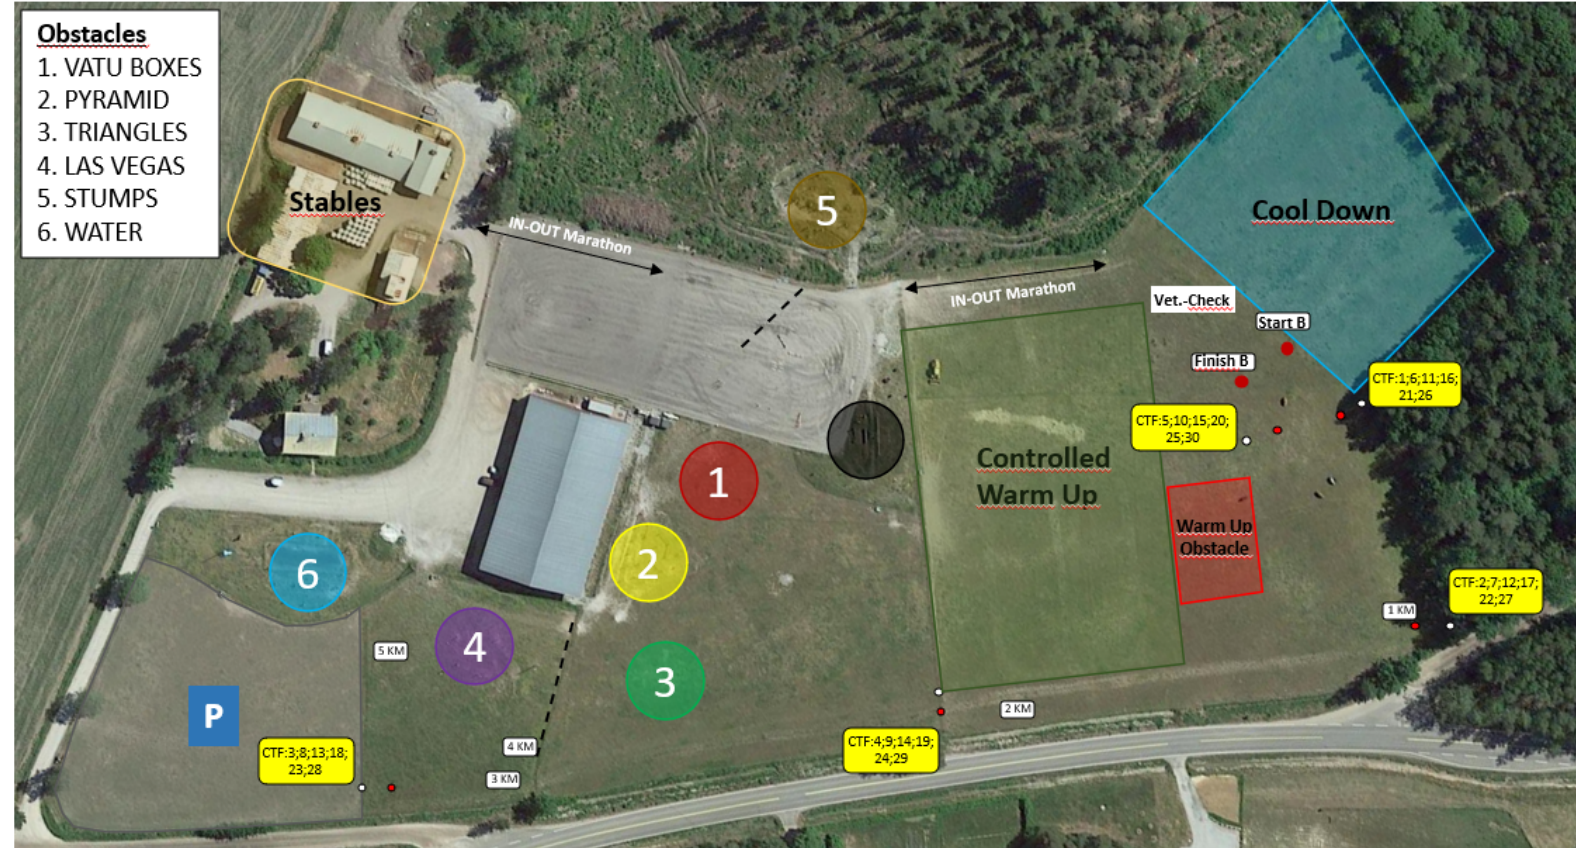 Obstacles
1. VATU BOXES
2. PYRAMID
3. TRIANGLES
4. LAS VEGAS
5. STUMPS
6. WATER
Stables
IN-OUT Marathon
5
IN-OUT Marathon
Cool Down
Vet.-Check
Start B
Finish B
CTF:1;6;11;16;
21;26
CTF:5;10;15;20;
25;30
Controlled
Warm Up
1
Warm Up
Obstacle
2
6
CTF:2;7;12;17;
22;27
1 KM
4
5 KM
3
P
2 KM
CTF:3;8;13;18;
23;28
4 KM
3 KM
CTF:4;9;14;19;
24;29